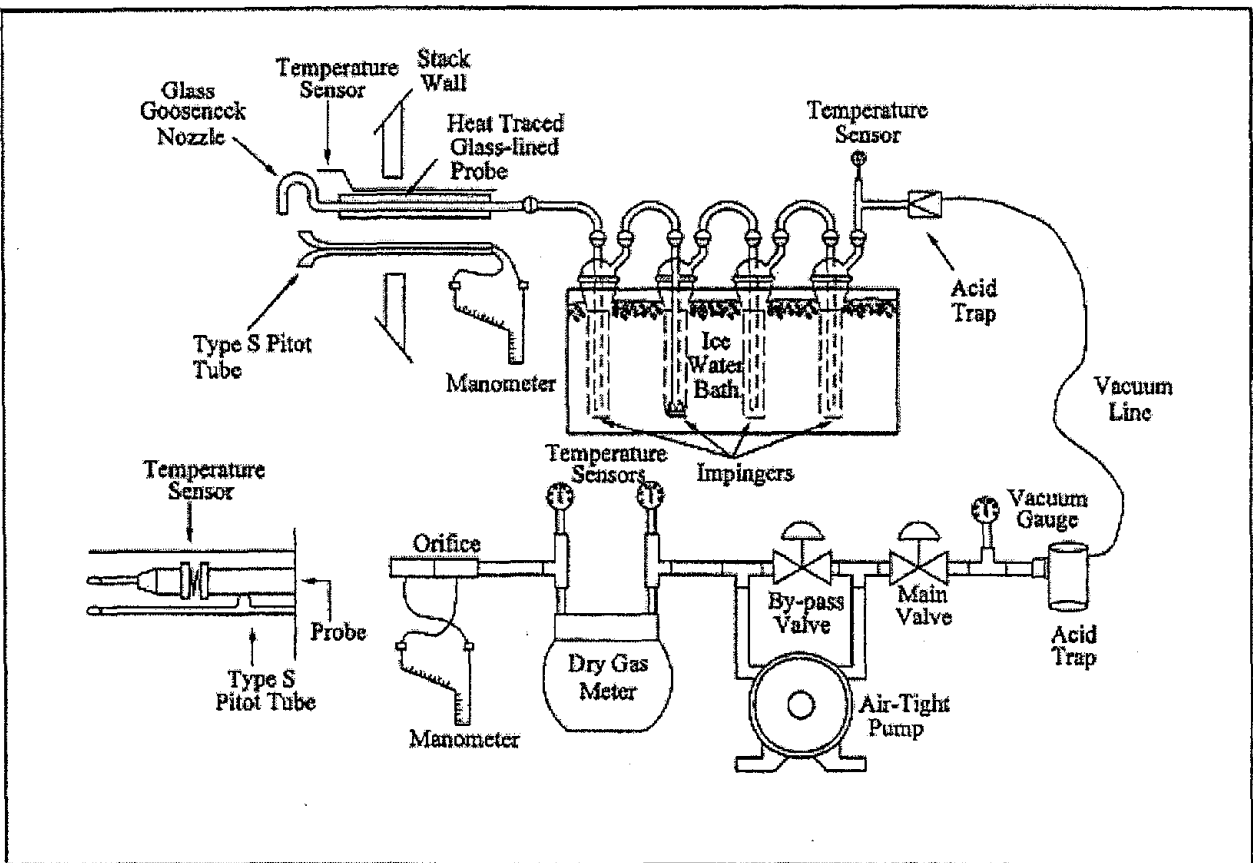 Temperature
Sensor
Stack
Wall
Glass
Gooseneck
Nozzle
Heat Traced
Glass-lined
Probe
Temperature
Sensor
Acid
Trap
Type S Pitot
Tube
Manometer
Ice
Water
Bath
Vacuum
Line
Temperature
Sensors
Impingers
Temperature
Sensor
Vacuum
Gauge
Orifice
Probe
Type S
Pitot Tube
Manometer
Dry Gas
Meter
By-pass
Valve
Main
Valve
Air-Tight
Pump
Acid
Trap